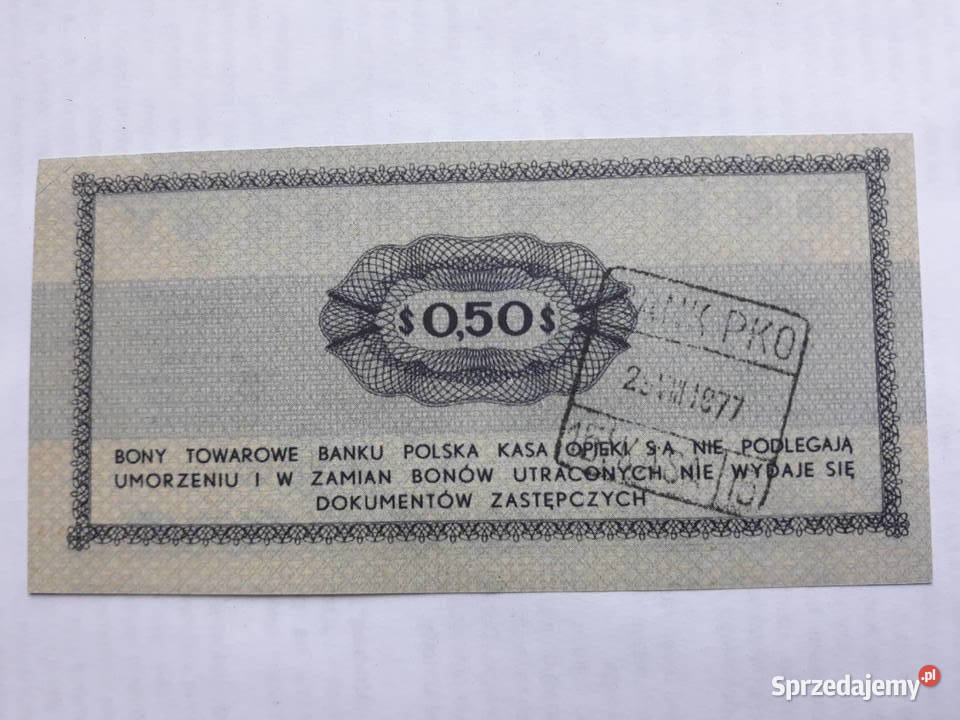 $ 0,50 $
BANK PKO
BONY TOWAROWE BANKU POLSKA KASA OPIEKI S.A. NIE PODLEGAJĄ
UMORZENIU I W ZAMIAN BONÓW UTRACONYCH NIE WYDAJE SIĘ
DOKUMENTÓW ZASTĘPCZYCH
Sprzedajemy.pl